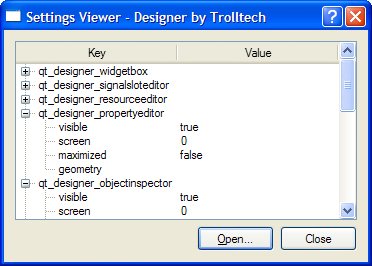 Settings Viewer - Designer by Trolltech
Key Value
qt_designer_widgetbox
qt_designer_signalsloteditor
qt_designer_resourceeditor
qt_designer_propertyeditor
visible true
screen 0
maximized false
geometry
qt_designer_objectinspector
visible true
screen 0
Open... Close